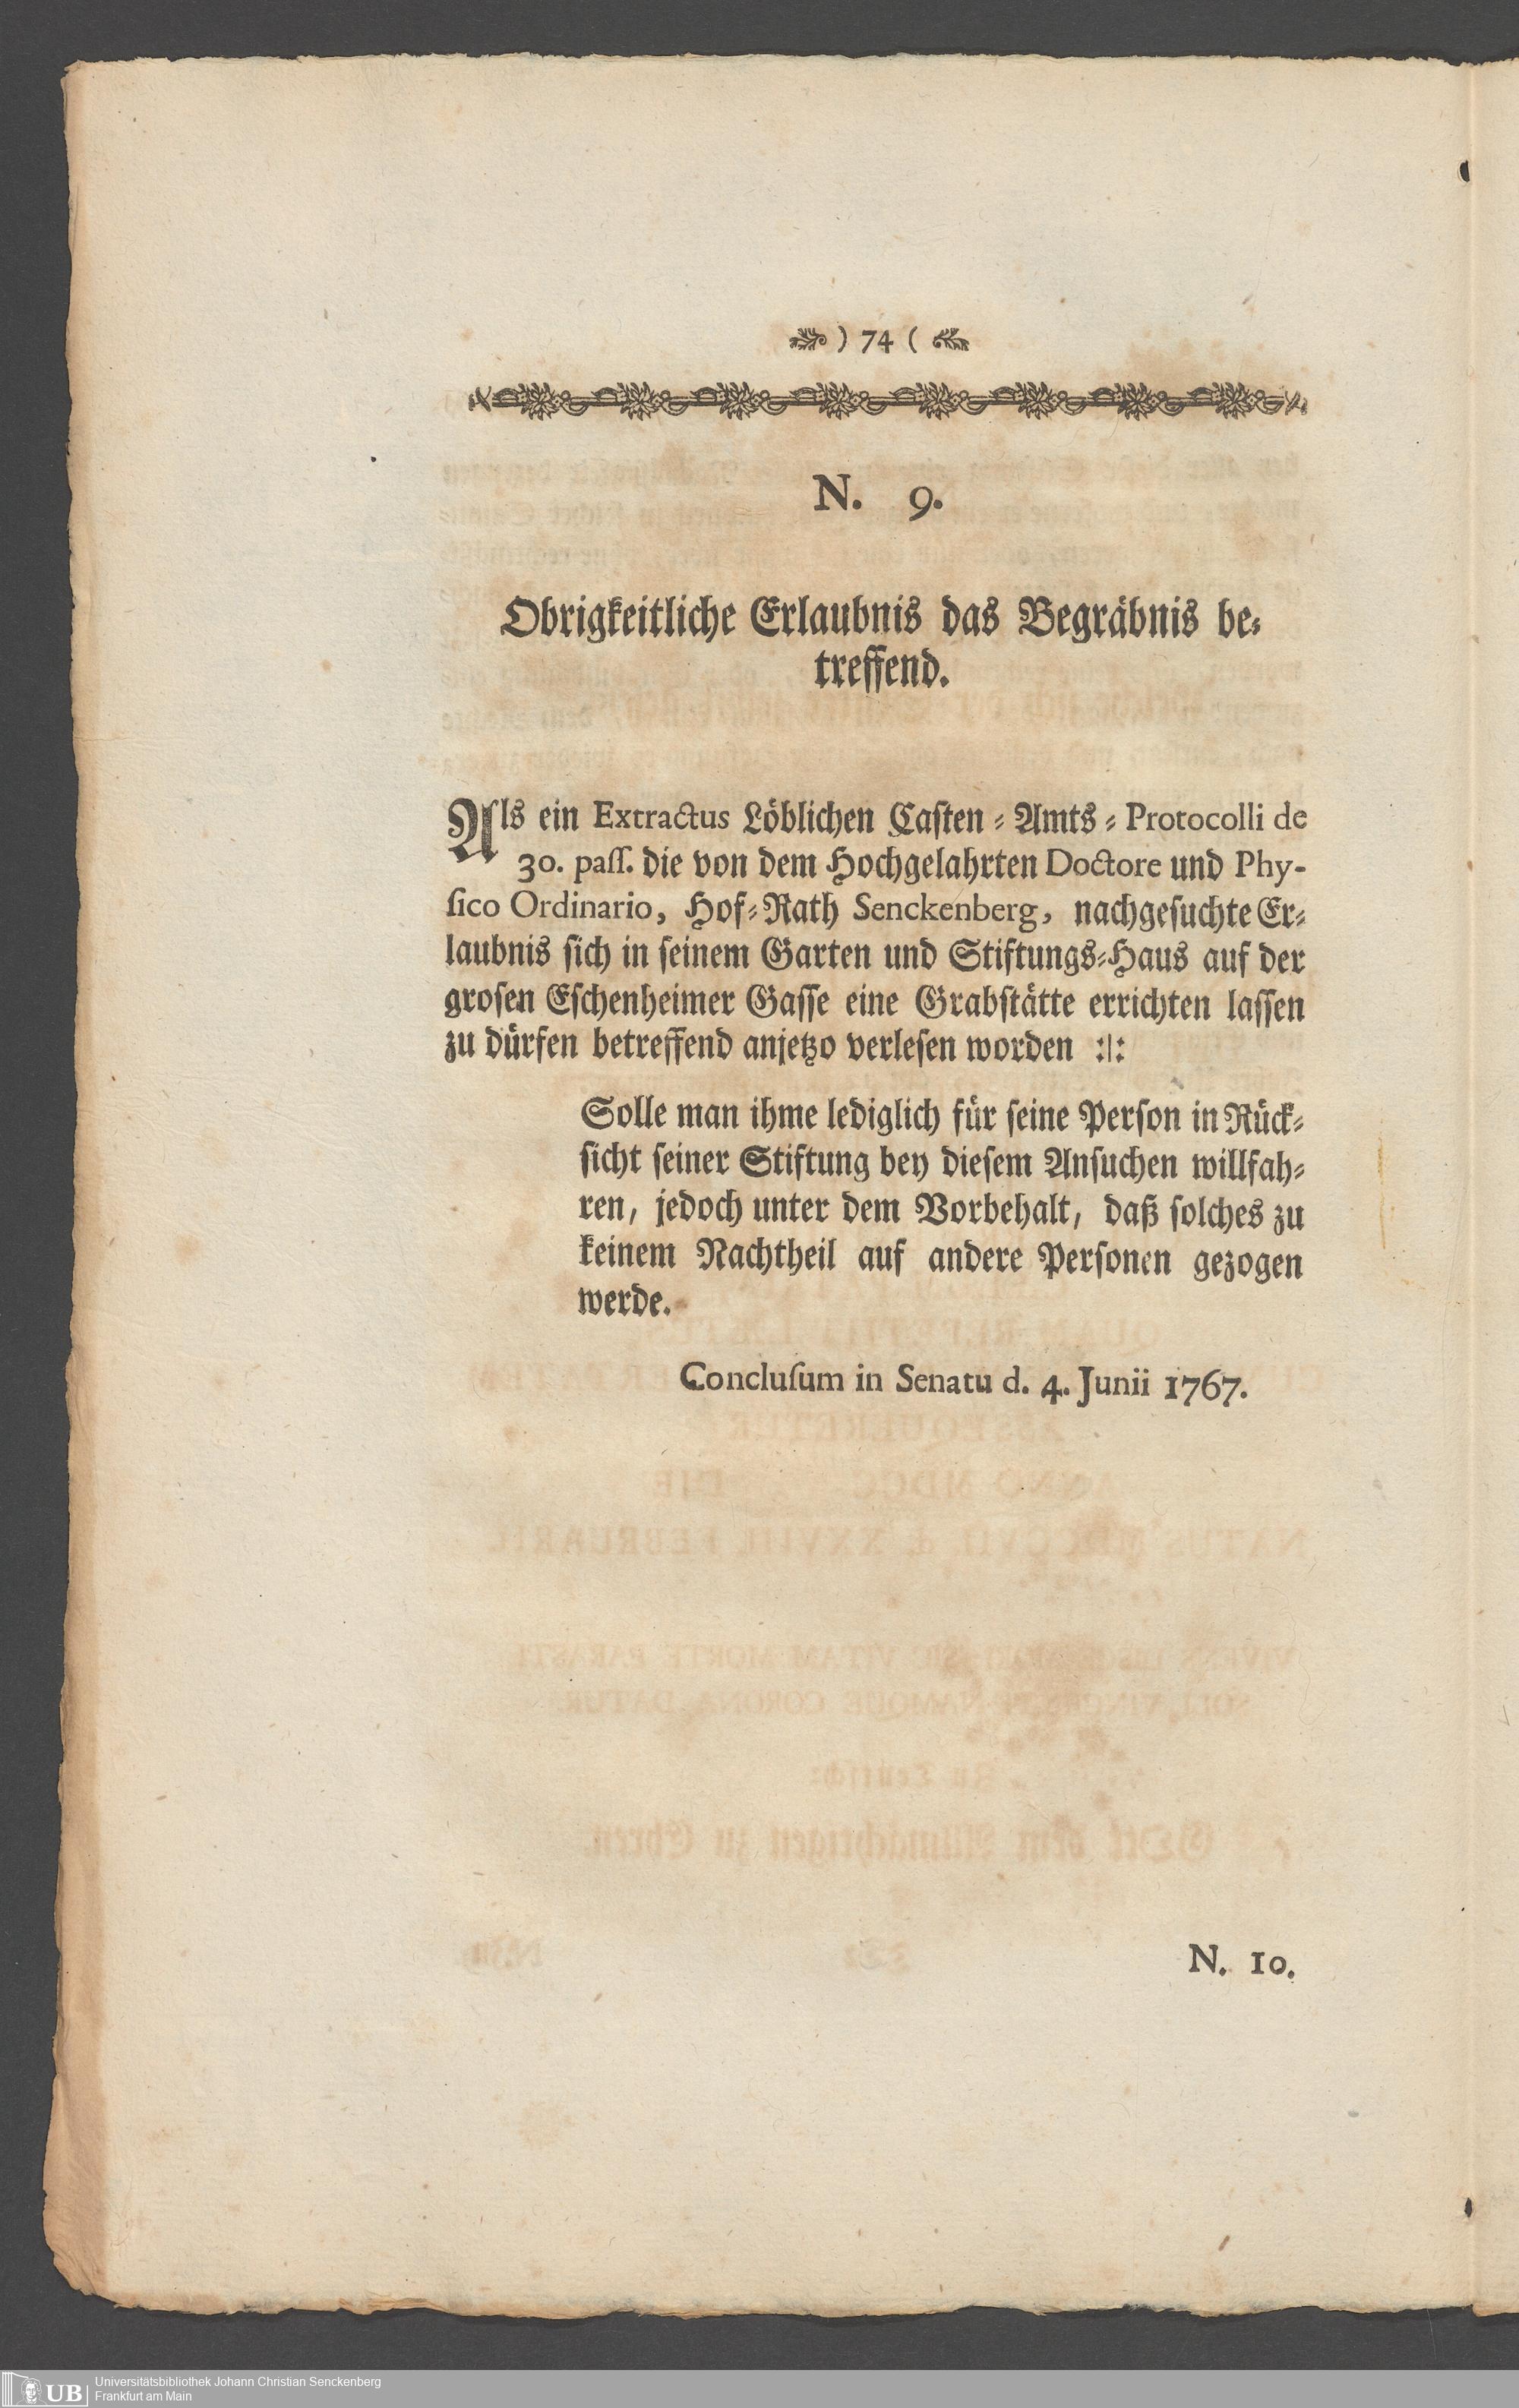 ) 74 (
N. 9.
Obrigkeitliche Erlaubnis das Begräbnis be-
treffend.
Als ein Extractus Löblichen Casten-Amts-Protocolli de
30. paſſ. die von dem Hochgelahrten Doctore und Phy-
ſico Ordinario, Hof-Rath Senckenberg, nachgeſuchte Er-
laubnis ſich in ſeinem Garten und Stiftungs-Haus auf der
groſen Eſchenheimer Gaſſe eine Grabſtätte errichten laſſen
zu dürfen betreffend anjetzo verleſen worden :|:
Solle man ihme lediglich für ſeine Perſon in Rück-
ſicht ſeiner Stiftung bey dieſem Anſuchen willfah-
ren, jedoch unter dem Vorbehalt, daß ſolches zu
keinem Nachtheil auf andere Perſonen gezogen
werde.
Concluſum in Senatu d. 4. Junii 1767.
N. 10.
UB Universitätsbibliothek Johann Christian Senckenberg
Frankfurt am Main